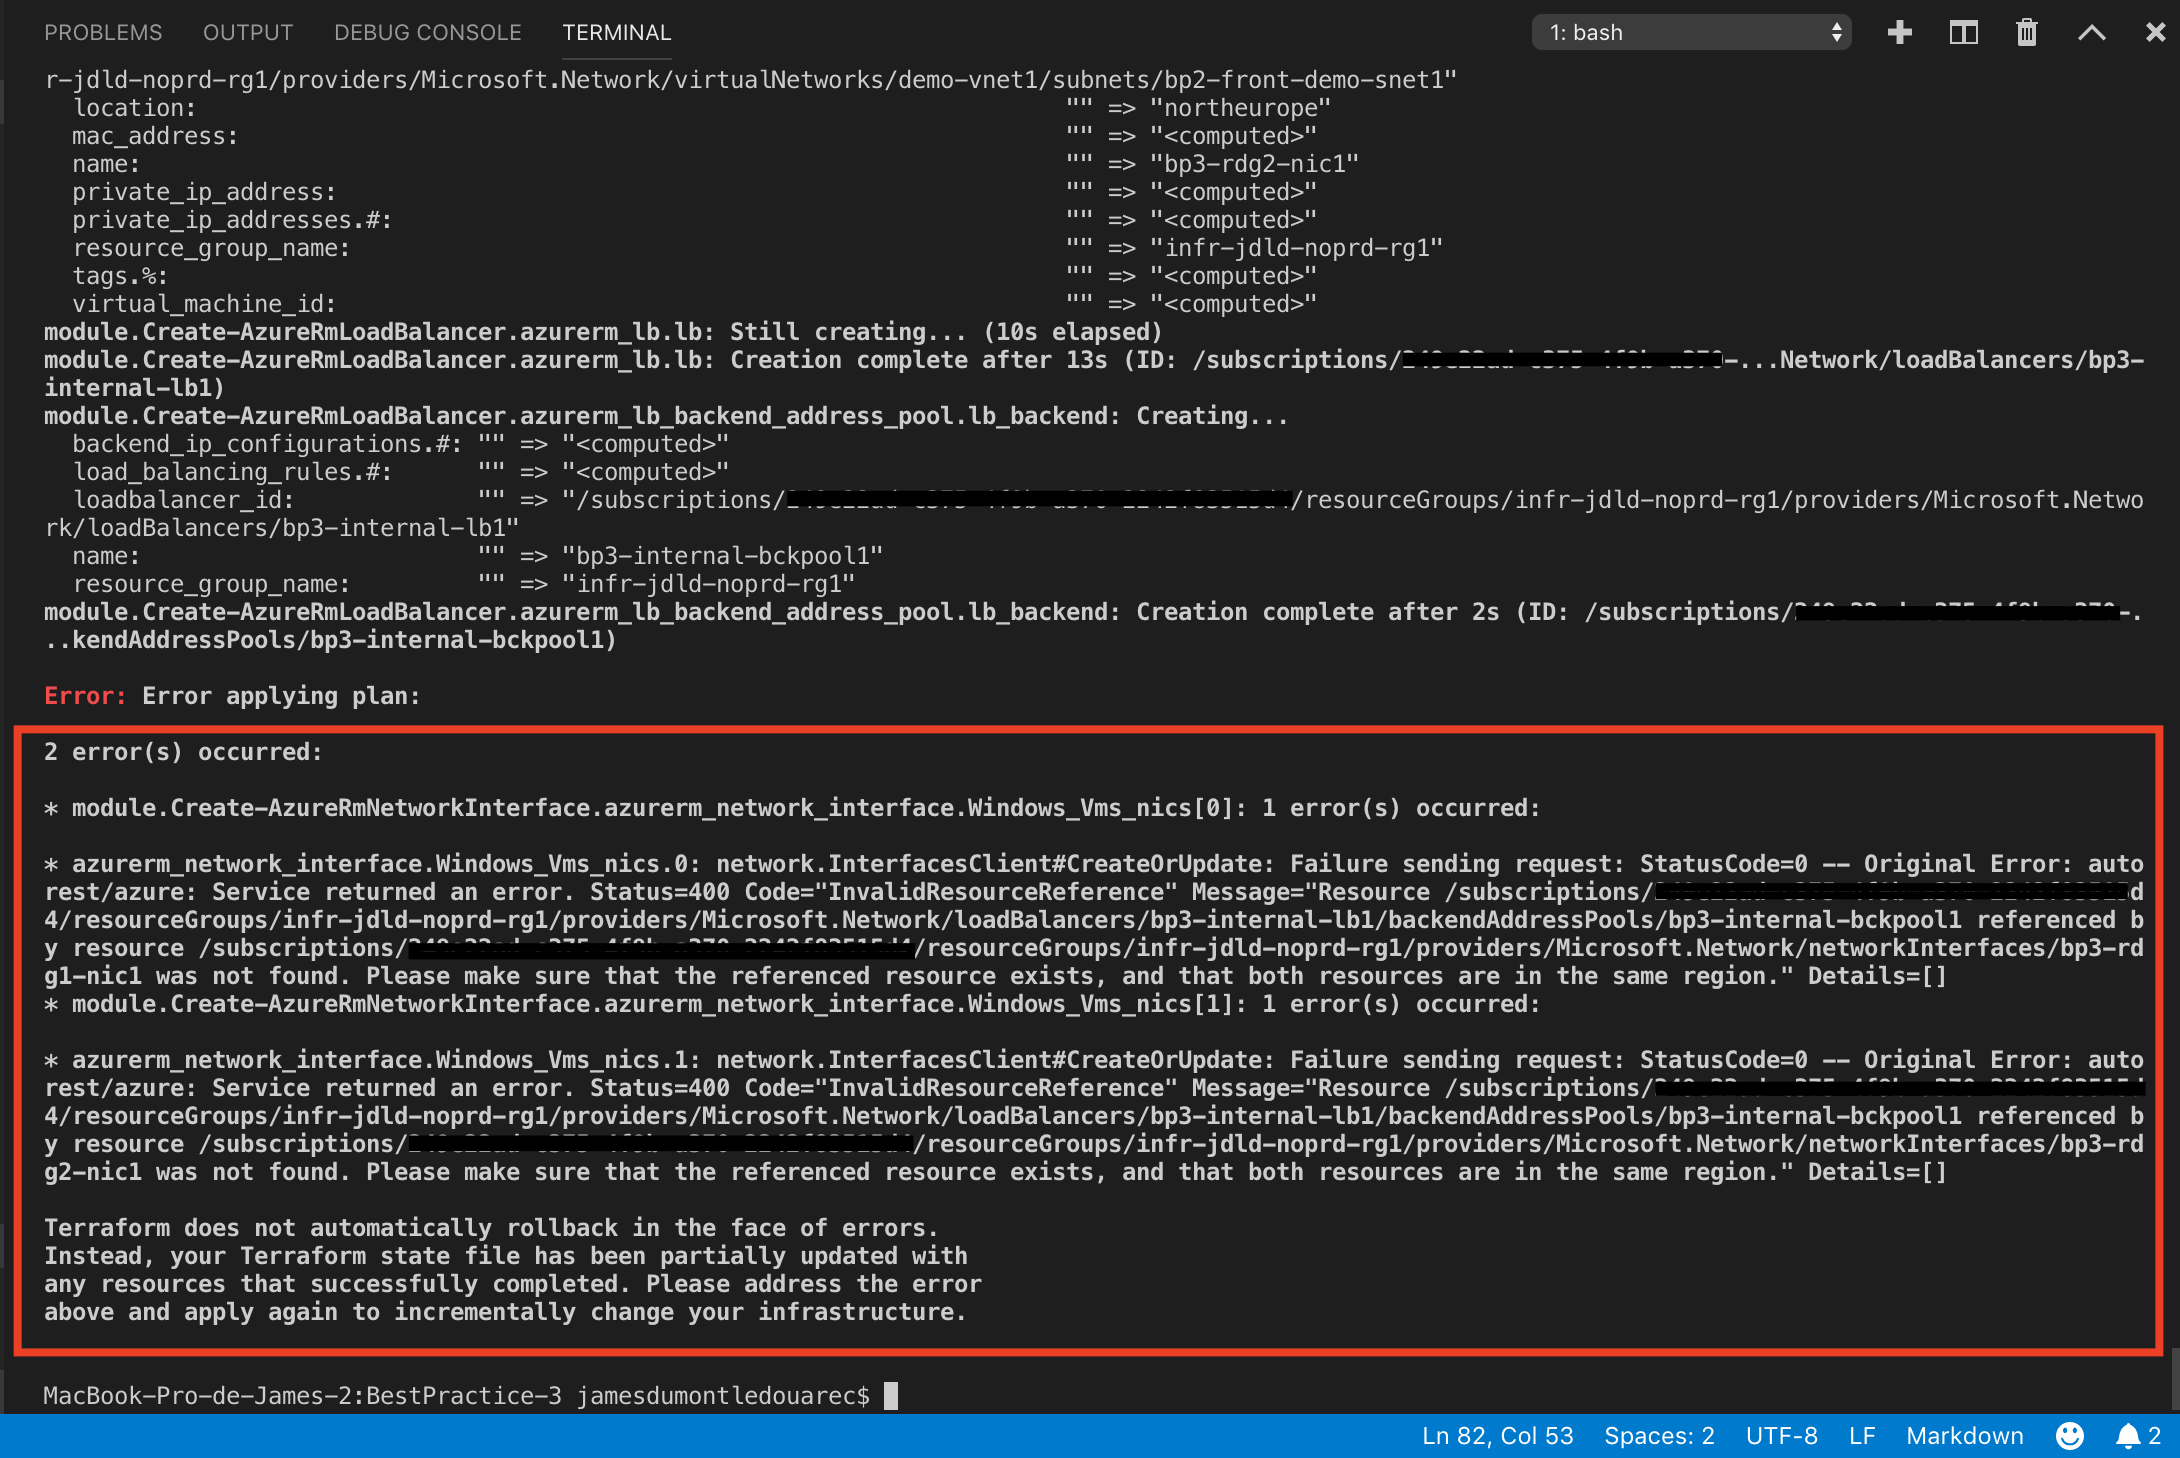 PROBLEMS OUTPUT DEBUG CONSOLE TERMINAL 1: bash
r-jdld-noprd-rg1/providers/Microsoft.Network/virtualNetworks/demo-vnet1/subnets/bp2-front-demo-snet1"
location: "" => "northeurope"
mac_address: "" => "<computed>"
name: "" => "bp3-rdg2-nic1"
private_ip_address: "" => "<computed>"
private_ip_addresses.#: "" => "<computed>"
resource_group_name: "" => "infr-jdld-noprd-rg1"
tags.%: "" => "<computed>"
virtual_machine_id: "" => "<computed>"
module.Create-AzureRmLoadBalancer.azurerm_lb.lb: Still creating... (10s elapsed)
module.Create-AzureRmLoadBalancer.azurerm_lb.lb: Creation complete after 13s (ID: /subscriptions/-...Network/loadBalancers/bp3-
internal-lb1)
module.Create-AzureRmLoadBalancer.azurerm_lb_backend_address_pool.lb_backend: Creating...
backend_ip_configurations.#: "" => "<computed>"
load_balancing_rules.#: "" => "<computed>"
loadbalancer_id: "" => "/subscriptions//resourceGroups/infr-jdld-noprd-rg1/providers/Microsoft.Netwo
rk/loadBalancers/bp3-internal-lb1"
name: "" => "bp3-internal-bckpool1"
resource_group_name: "" => "infr-jdld-noprd-rg1"
module.Create-AzureRmLoadBalancer.azurerm_lb_backend_address_pool.lb_backend: Creation complete after 2s (ID: /subscriptions/-.
..kendAddressPools/bp3-internal-bckpool1)
Error: Error applying plan:
2 error(s) occurred:
* module.Create-AzureRmNetworkInterface.azurerm_network_interface.Windows_Vms_nics[0]: 1 error(s) occurred:
* azurerm_network_interface.Windows_Vms_nics.0: network.InterfacesClient#CreateOrUpdate: Failure sending request: StatusCode=0 -- Original Error: auto
rest/azure: Service returned an error. Status=400 Code="InvalidResourceReference" Message="Resource /subscriptions/d
4/resourceGroups/infr-jdld-noprd-rg1/providers/Microsoft.Network/loadBalancers/bp3-internal-lb1/backendAddressPools/bp3-internal-bckpool1 referenced b
y resource /subscriptions//resourceGroups/infr-jdld-noprd-rg1/providers/Microsoft.Network/networkInterfaces/bp3-rd
g1-nic1 was not found. Please make sure that the referenced resource exists, and that both resources are in the same region." Details=[]
* module.Create-AzureRmNetworkInterface.azurerm_network_interface.Windows_Vms_nics[1]: 1 error(s) occurred:
* azurerm_network_interface.Windows_Vms_nics.1: network.InterfacesClient#CreateOrUpdate: Failure sending request: StatusCode=0 -- Original Error: auto
rest/azure: Service returned an error. Status=400 Code="InvalidResourceReference" Message="Resource /subscriptions/
4/resourceGroups/infr-jdld-noprd-rg1/providers/Microsoft.Network/loadBalancers/bp3-internal-lb1/backendAddressPools/bp3-internal-bckpool1 referenced b
y resource /subscriptions//resourceGroups/infr-jdld-noprd-rg1/providers/Microsoft.Network/networkInterfaces/bp3-rd
g2-nic1 was not found. Please make sure that the referenced resource exists, and that both resources are in the same region." Details=[]
Terraform does not automatically rollback in the face of errors.
Instead, your Terraform state file has been partially updated with
any resources that successfully completed. Please address the error
above and apply again to incrementally change your infrastructure.
MacBook-Pro-de-James-2:BestPractice-3 jamesdumontledouarec$
Ln 82, Col 53 Spaces: 2 UTF-8 LF Markdown 2